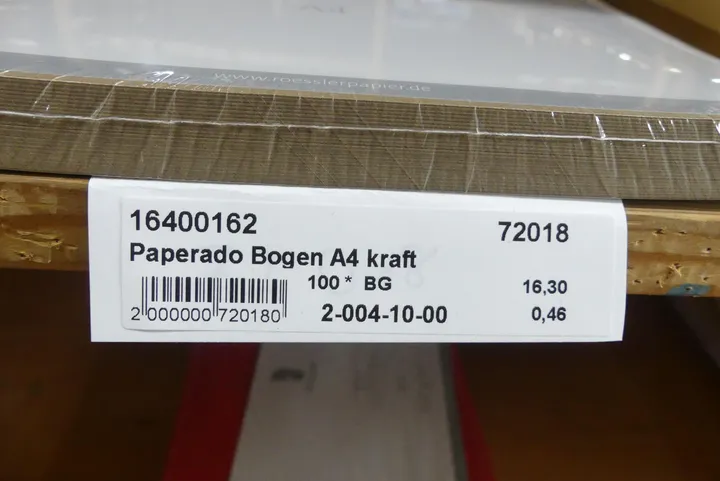 www.roesslerpapier.de
16400162 72018
Paperado Bogen A4 kraft
100 * BG 16,30
2 000000 720180 2-004-10-00 0,46